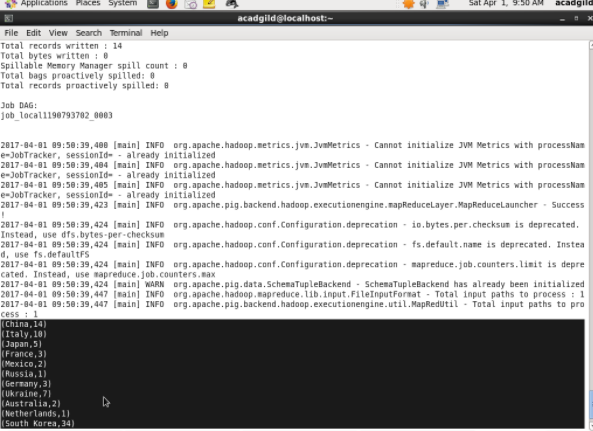 Applications Places System Sat Apr 1, 9:50 AM acadgild
acadgild@localhost:~
File Edit View Search Terminal Help
Total records written : 14
Total bytes written : 0
Spillable Memory Manager spill count : 0
Total bags proactively spilled: 0
Total records proactively spilled: 0
Job DAG:
job_local1190793702_0003
2017-04-01 09:50:39,400 [main] INFO  org.apache.hadoop.metrics.jvm.JvmMetrics - Cannot initialize JVM Metrics with processNam
e=JobTracker, sessionId= - already initialized
2017-04-01 09:50:39,404 [main] INFO  org.apache.hadoop.metrics.jvm.JvmMetrics - Cannot initialize JVM Metrics with processNam
e=JobTracker, sessionId= - already initialized
2017-04-01 09:50:39,405 [main] INFO  org.apache.hadoop.metrics.jvm.JvmMetrics - Cannot initialize JVM Metrics with processNam
e=JobTracker, sessionId= - already initialized
2017-04-01 09:50:39,423 [main] INFO  org.apache.pig.backend.hadoop.executionengine.mapReduceLayer.MapReduceLauncher - Success
!
2017-04-01 09:50:39,424 [main] INFO  org.apache.hadoop.conf.Configuration.deprecation - io.bytes.per.checksum is deprecated.
Instead, use dfs.bytes-per-checksum
2017-04-01 09:50:39,424 [main] INFO  org.apache.hadoop.conf.Configuration.deprecation - fs.default.name is deprecated. Instea
d, use fs.defaultFS
2017-04-01 09:50:39,424 [main] INFO  org.apache.hadoop.conf.Configuration.deprecation - mapreduce.job.counters.limit is depre
cated. Instead, use mapreduce.job.counters.max
2017-04-01 09:50:39,424 [main] WARN  org.apache.pig.data.SchemaTupleBackend - SchemaTupleBackend has already been initialized
2017-04-01 09:50:39,447 [main] INFO  org.apache.hadoop.mapreduce.lib.input.FileInputFormat - Total input paths to process : 1
2017-04-01 09:50:39,447 [main] INFO  org.apache.pig.backend.hadoop.executionengine.util.MapRedUtil - Total input paths to pro
cess : 1
(China,14)
(Italy,10)
(Japan,5)
(France,3)
(Mexico,2)
(Russia,1)
(Germany,3)
(Ukraine,7)
(Australia,2)
(Netherlands,1)
(South Korea,34)